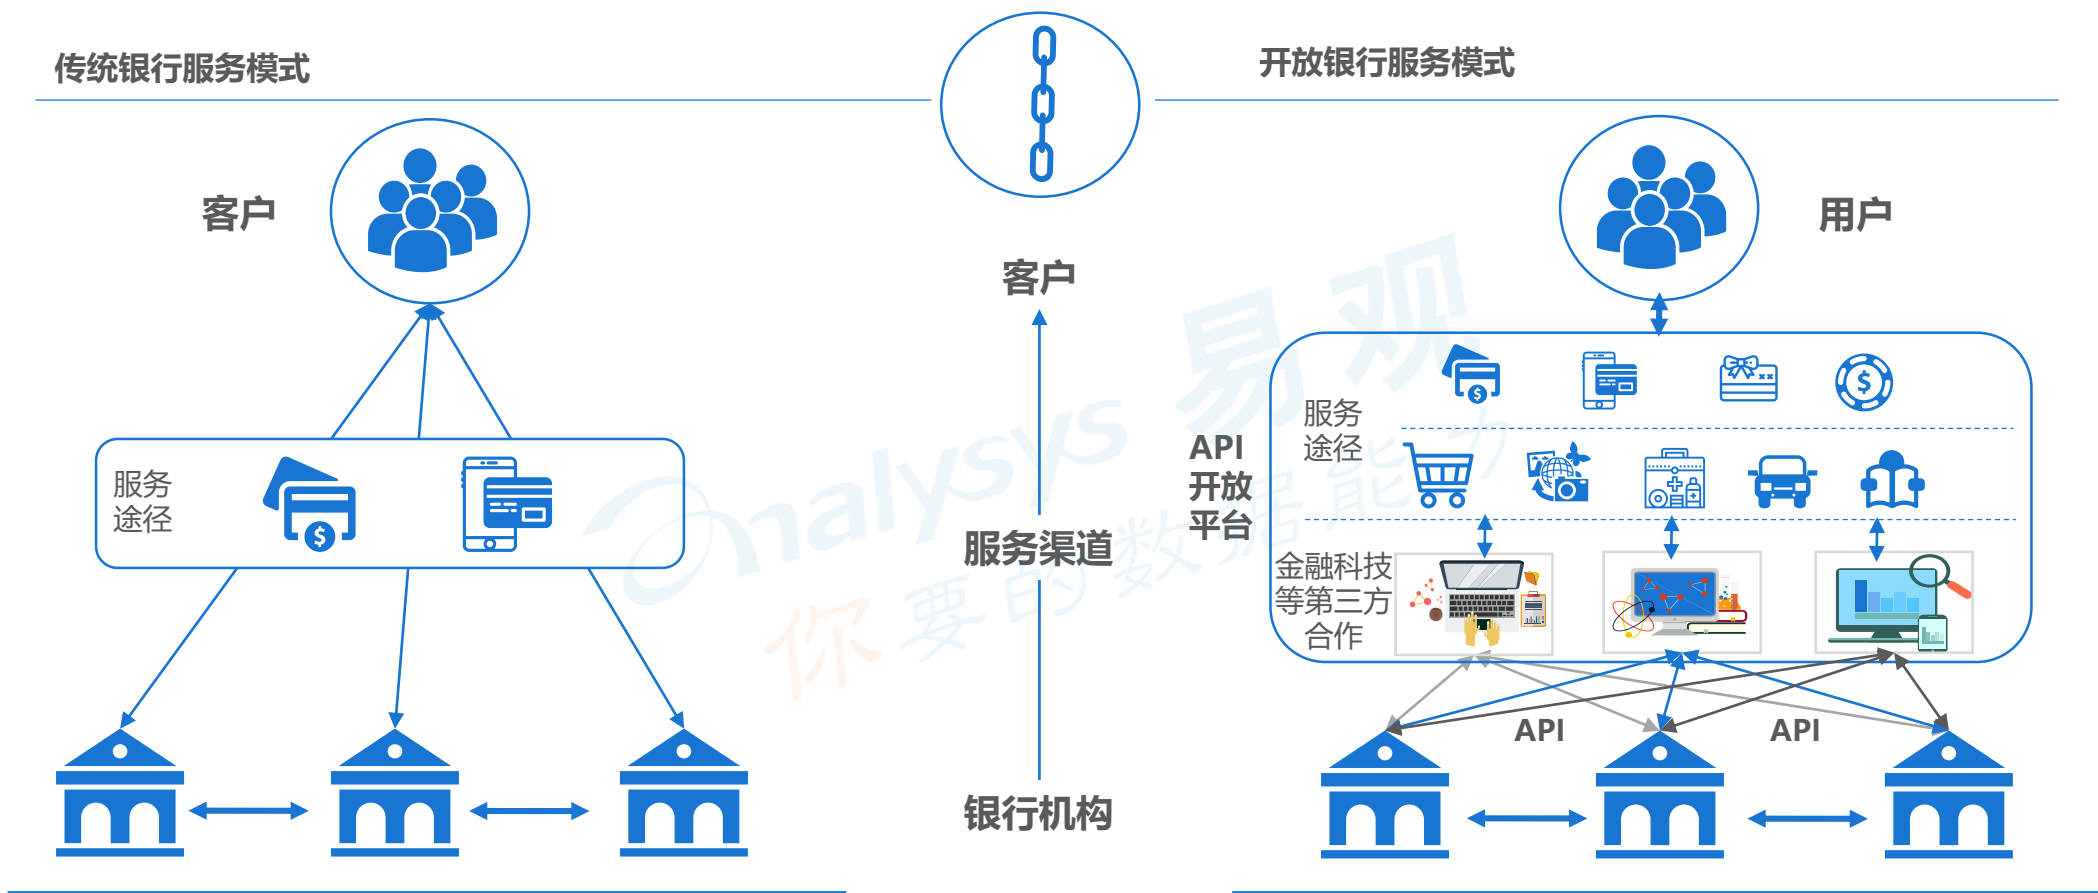 传统银行服务模式
开放银行服务模式
客户
用户
客户
服务
途径
服务渠道
银行机构
API
开放
平台
服务
途径
金融科技
等第三方
合作
API
API
analysys 易观
你要的数据能力